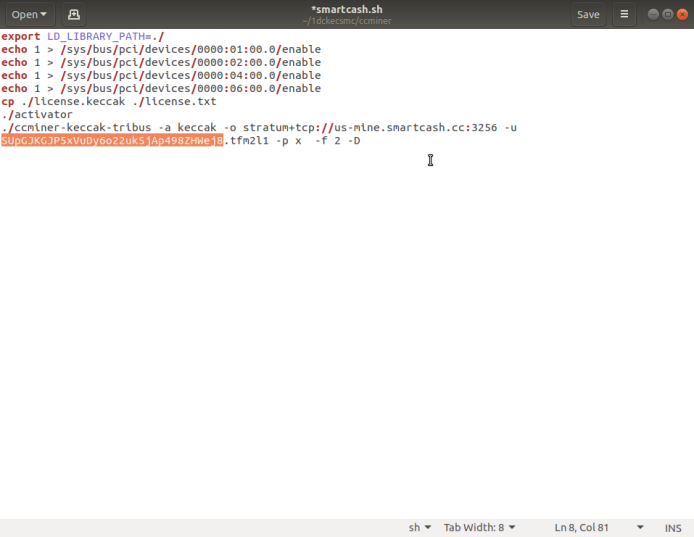 Open
*smartcash.sh
~/1dckecsmc/ccminer
Save
export LD_LIBRARY_PATH=./
echo 1 > /sys/bus/pci/devices/0000:01:00.0/enable
echo 1 > /sys/bus/pci/devices/0000:02:00.0/enable
echo 1 > /sys/bus/pci/devices/0000:04:00.0/enable
echo 1 > /sys/bus/pci/devices/0000:06:00.0/enable
cp ./license.keccak ./license.txt
./activator
./ccminer-keccak-tribus -a keccak -o stratum+tcp://us-mine.smartcash.cc:3256 -u
SUpGJKGJPSxVuDy6o22ukSjAp498ZHWej8.tfm2l1 -p x  -f 2 -D
sh Tab Width: 8 Ln 8, Col 81 INS